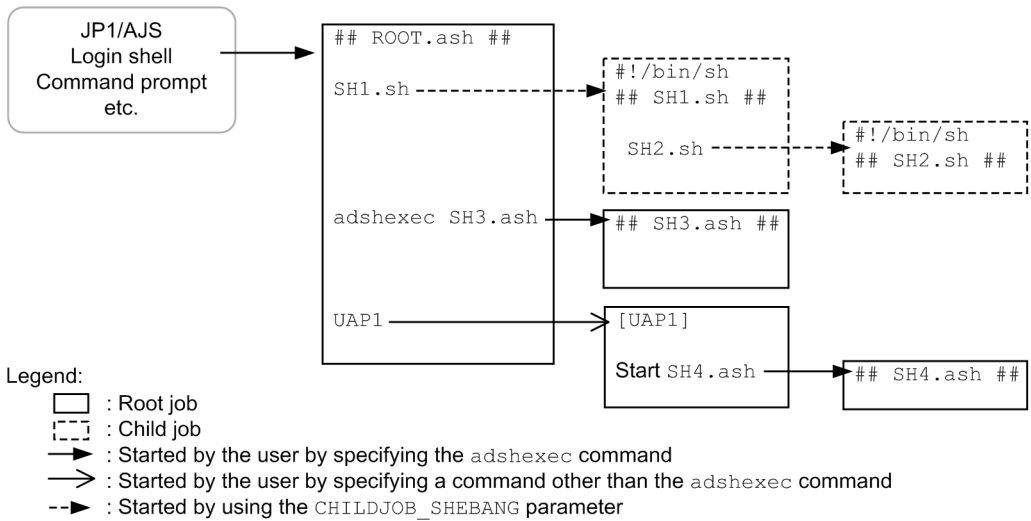 JP1/AJS
Login shell
Command prompt
etc.
## ROOT.ash ##
SH1.sh
#!/bin/sh
## SH1.sh ##
SH2.sh
#!/bin/sh
## SH2.sh ##
adshexec SH3.ash
## SH3.ash ##
UAP1
[UAP1]
Start SH4.ash
## SH4.ash ##
Legend:
: Root job
: Child job
: Started by the user by specifying the adshexec command
: Started by the user by specifying a command other than the adshexec command
: Started by using the CHILDJOB_SHEBANG parameter